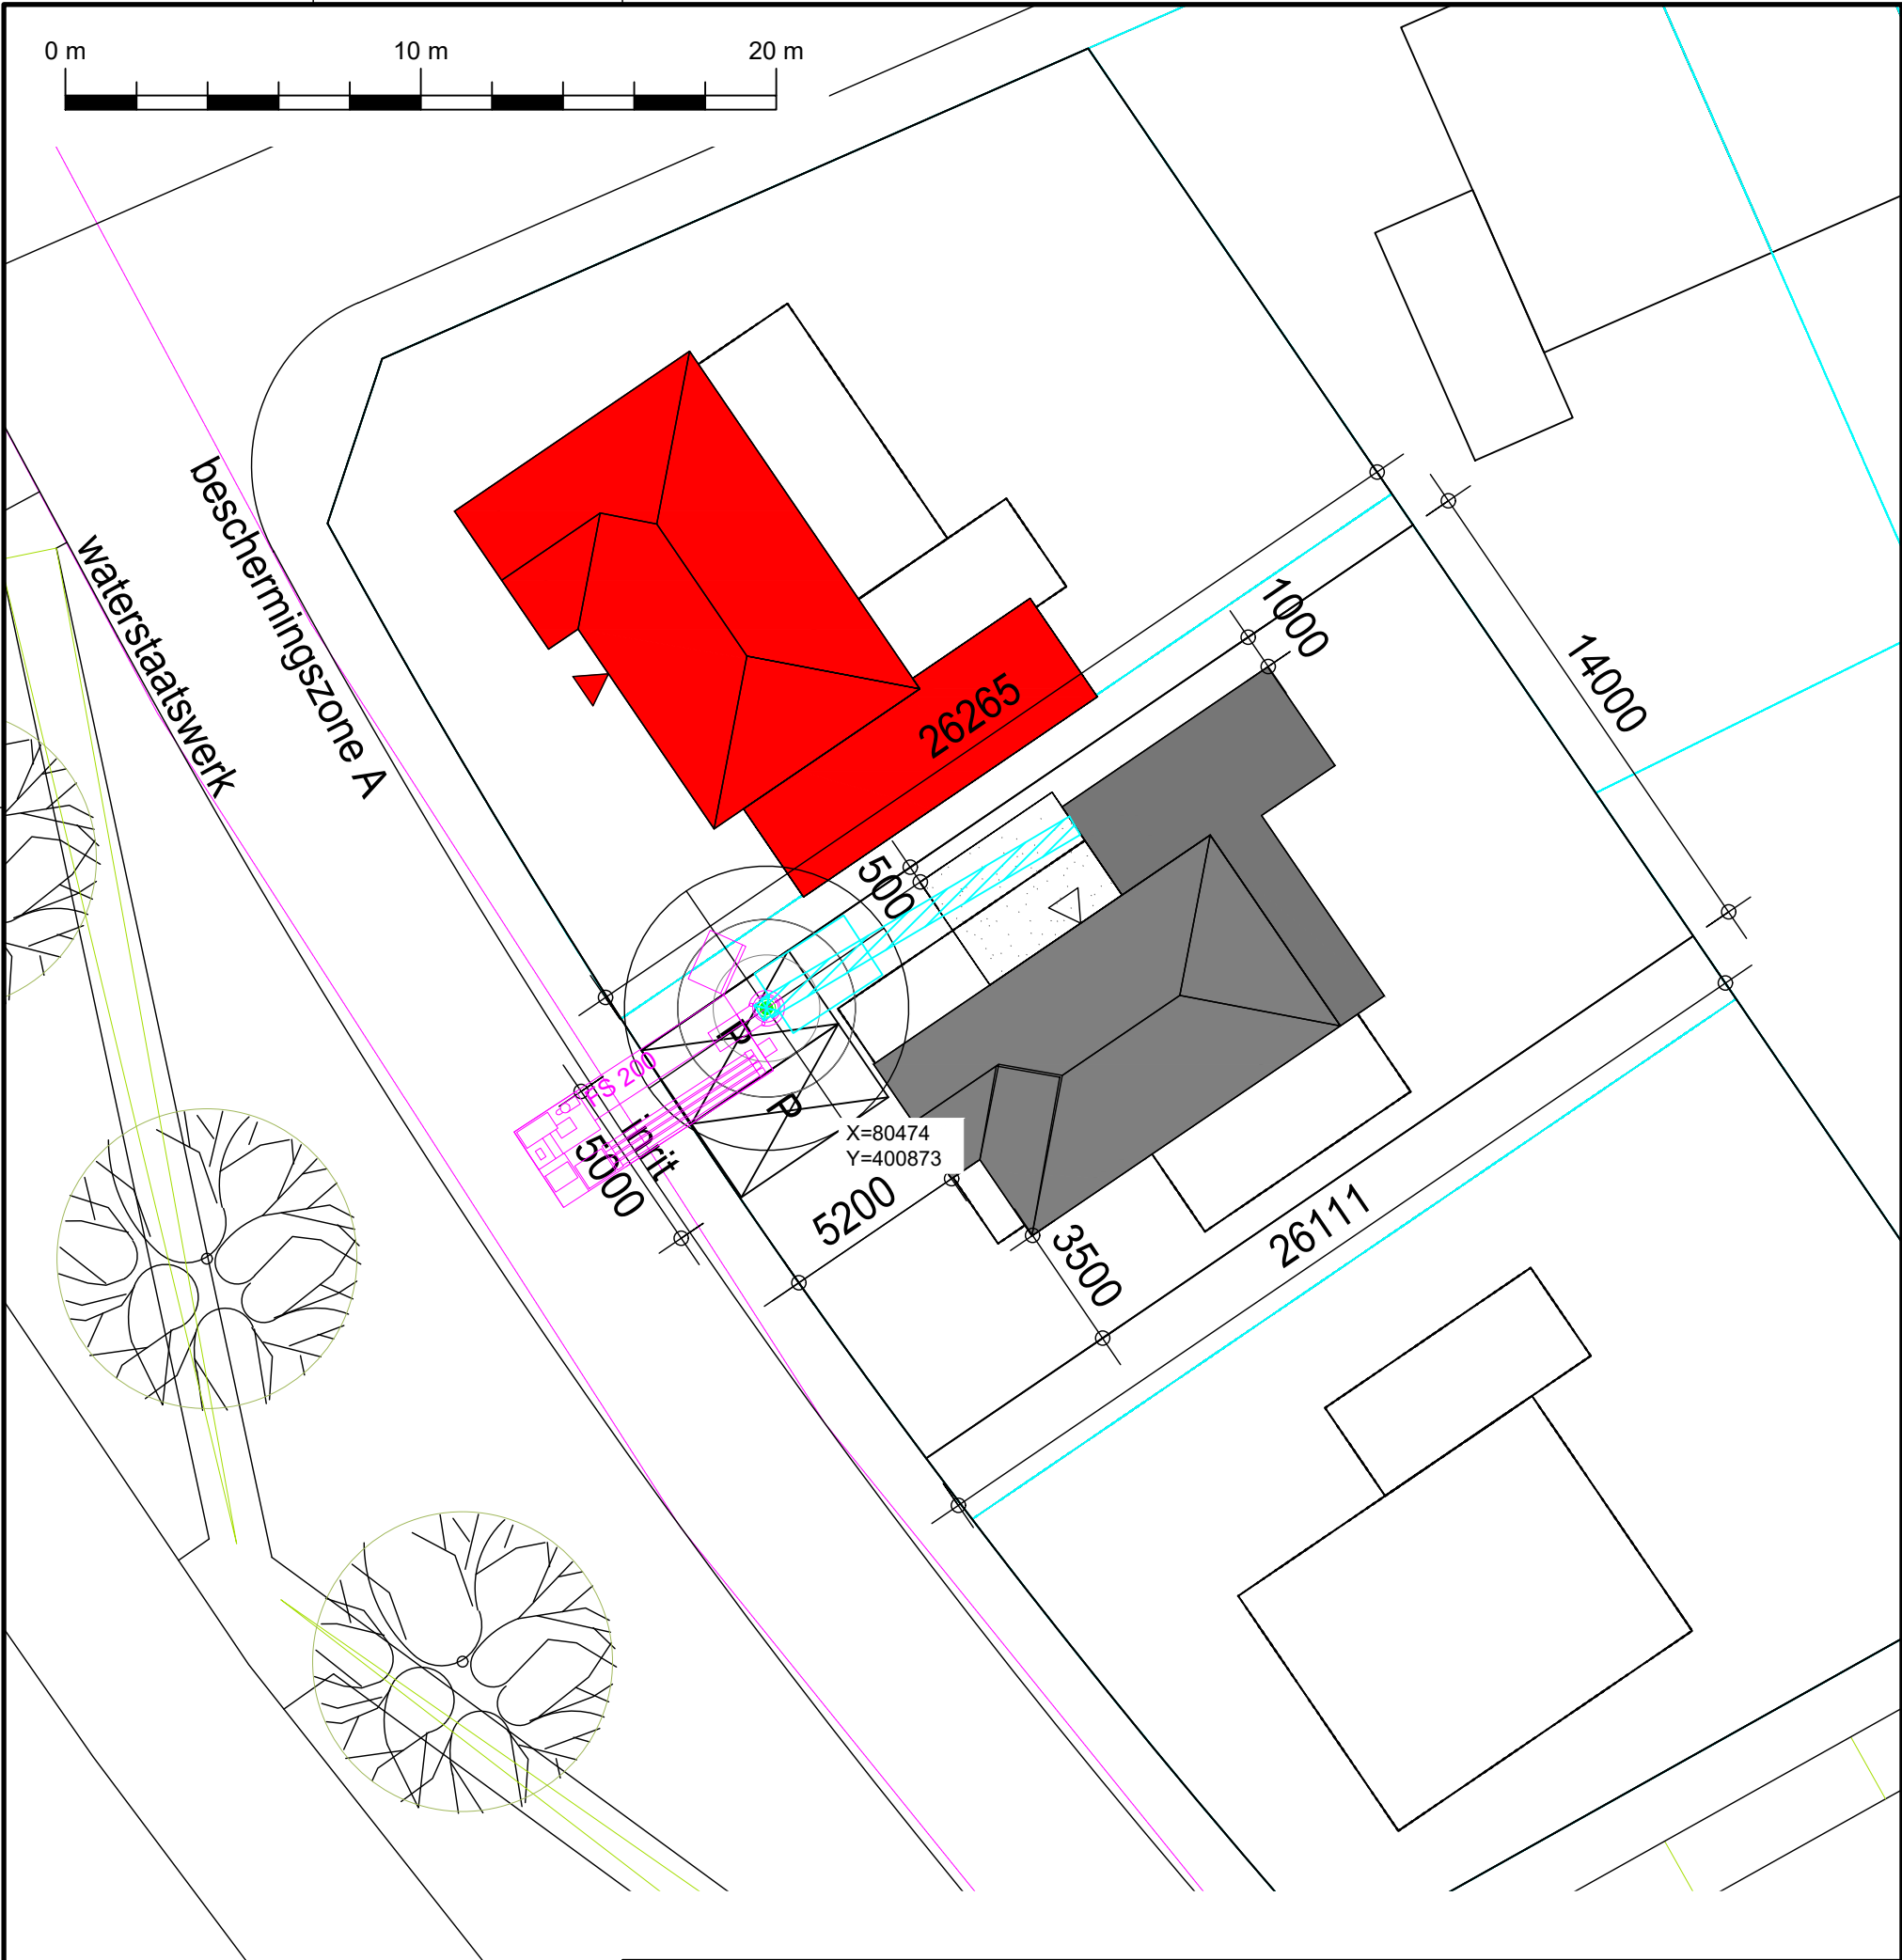 0 m 10 m 20 m
beschermingszone A
waterstaatswerk
1000
14000
26265
500
P
FS 200
P
inrit
5000
X=80474
Y=400873
5200
3500
26111